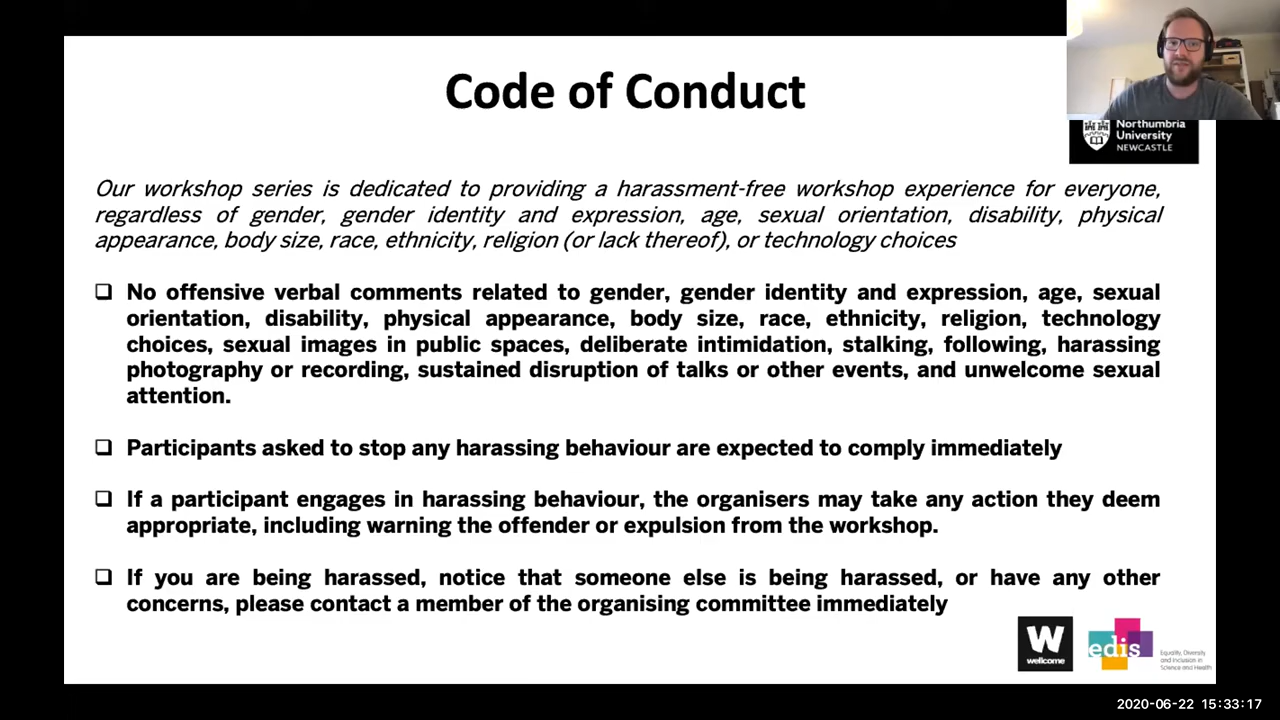 Code of Conduct
Northumbria
University
NEWCASTLE
Our workshop series is dedicated to providing a harassment-free workshop experience for everyone,
regardless of gender, gender identity and expression, age, sexual orientation, disability, physical
appearance, body size, race, ethnicity, religion (or lack thereof), or technology choices
No offensive verbal comments related to gender, gender identity and expression, age, sexual
orientation, disability, physical appearance, body size, race, ethnicity, religion, technology
choices, sexual images in public spaces, deliberate intimidation, stalking, following, harassing
photography or recording, sustained disruption of talks or other events, and unwelcome sexual
attention.
Participants asked to stop any harassing behaviour are expected to comply immediately
If a participant engages in harassing behaviour, the organisers may take any action they deem
appropriate, including warning the offender or expulsion from the workshop.
If you are being harassed, notice that someone else is being harassed, or have any other
concerns, please contact a member of the organising committee immediately
W
wellcome
edis
Equality, Diversity
and Inclusion in
Science and Health
2020-06-22 15:33:17